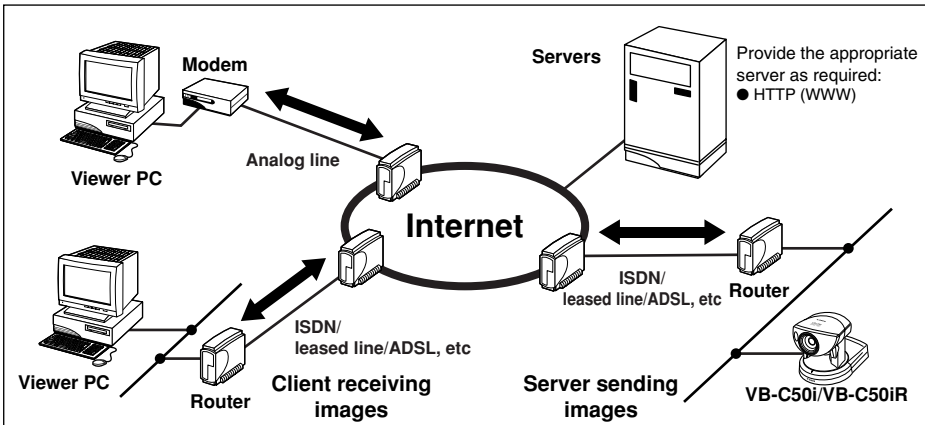 Modem
Analog line
Viewer PC
Servers
Provide the appropriate
server as required:
● HTTP (WWW)
Internet
ISDN/
leased line/ADSL, etc
Router
VB-C50i/VB-C50iR
Server sending
images
ISDN/
leased line/ADSL, etc
Client receiving
images
Router
Viewer PC